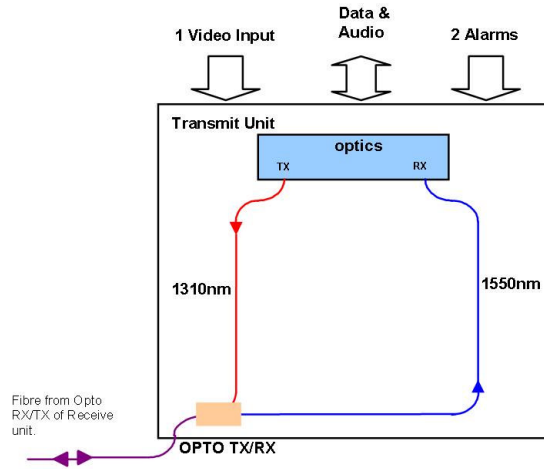 1 Video Input
Data &
Audio
2 Alarms
Transmit Unit
optics
TX
RX
1310nm
1550nm
Fibre from Opto
RX/TX of Receive
unit.
OPTO TX/RX